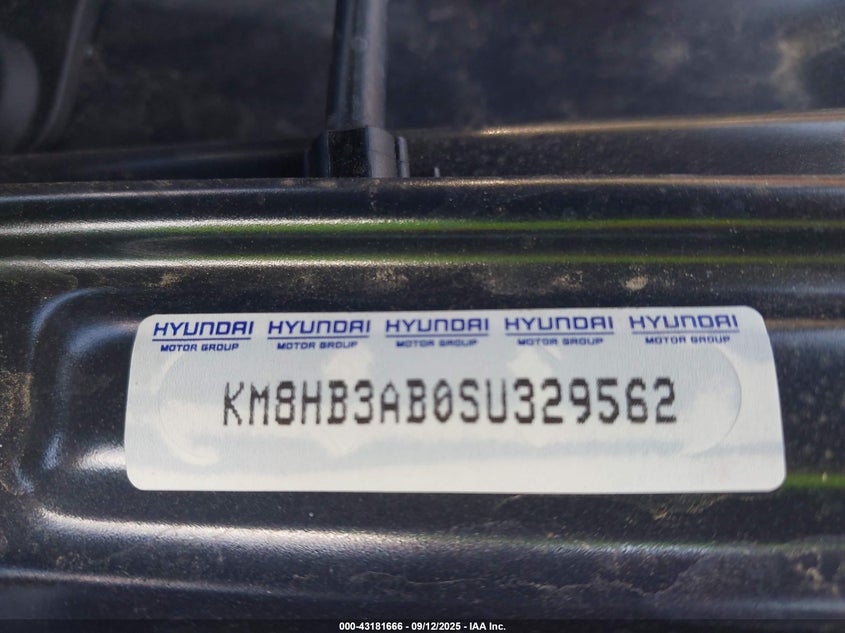 HYUNDAI HYUNDAI HYUNDAI HYUNDAI HYUNDAI
MOTOR GROUP MOTOR GROUP MOTOR GROUP MOTOR GROUP MOTOR GROUP
KM8HB3AB0SU329562
000-43181666 - 09/12/2025 - IAA Inc.